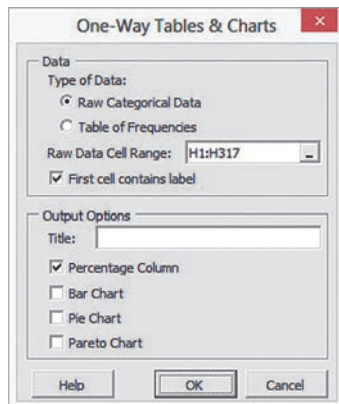 One-Way Tables & Charts
Data
Type of Data:
Raw Categorical Data
Table of Frequencies
Raw Data Cell Range: H1:H317
First cell contains label
Output Options
Title:
Percentage Column
Bar Chart
Pie Chart
Pareto Chart
Help OK Cancel